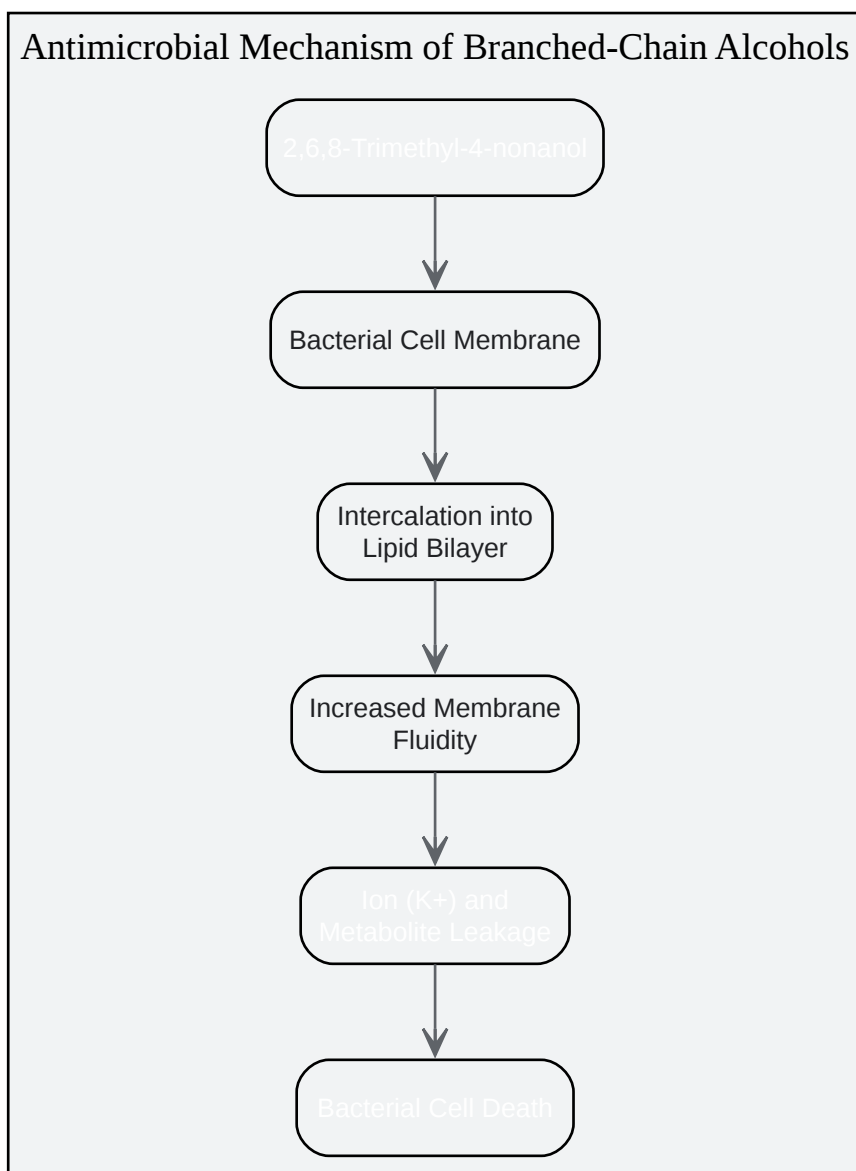 Antimicrobial Mechanism of Branched-Chain Alcohols
2,6,8-Trimethyl-4-nonanol
Bacterial Cell Membrane
Intercalation into
Lipid Bilayer
Increased Membrane
Fluidity
Ion (K+) and
Metabolite Leakage
Bacterial Cell Death